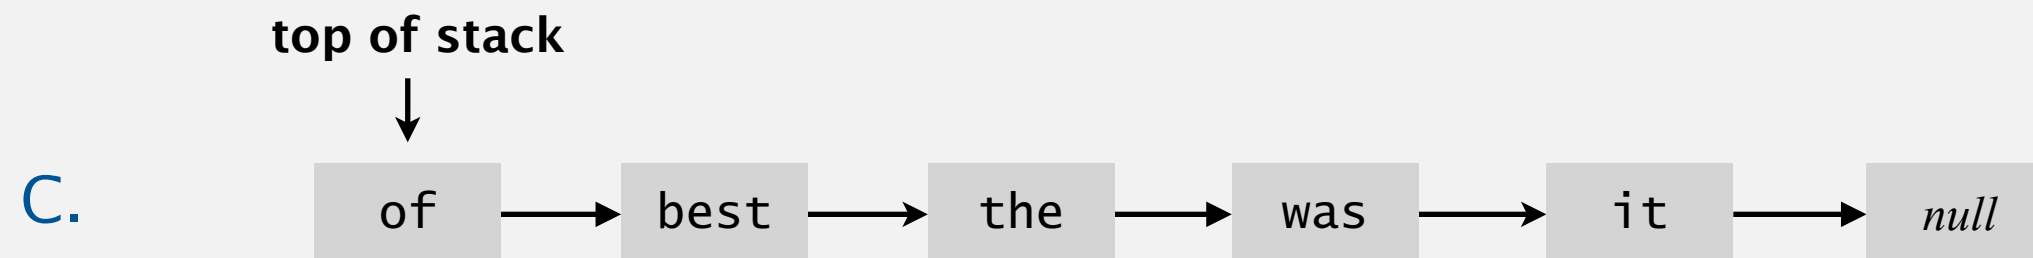 top of stack
C. of best the was it null